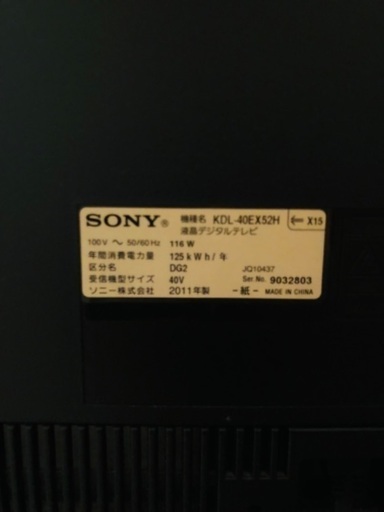 SONY® 機種名 KDL-40EX52H ← X15
液晶デジタルテレビ
100V ～ 50/60Hz 116 W
年間消費電力量 125 kWh/年
区分名 DG2 JQ10437
受信機型サイズ 40V Ser.No. 9032803
ソニー株式会社 2011年製 -紙- MADE IN CHINA